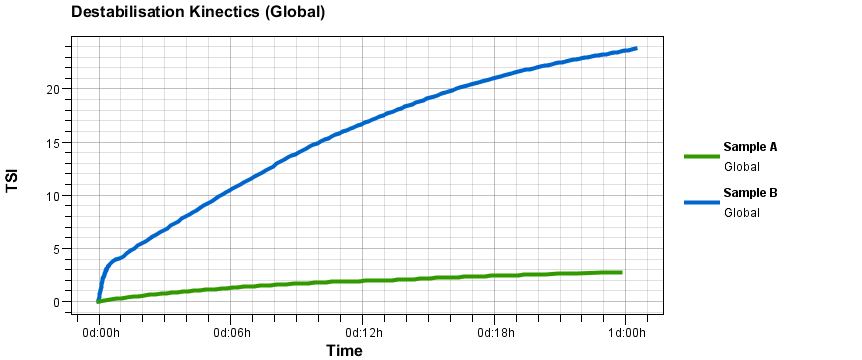 Destabilisation Kinectics (Global)
20
15
10
5
0
TSI
0d:00h 0d:06h 0d:12h 0d:18h 1d:00h
Time
Sample A
Global
Sample B
Global